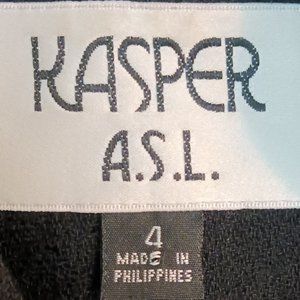 KASPER
A.S.L.
4
MADE IN
PHILIPPINES